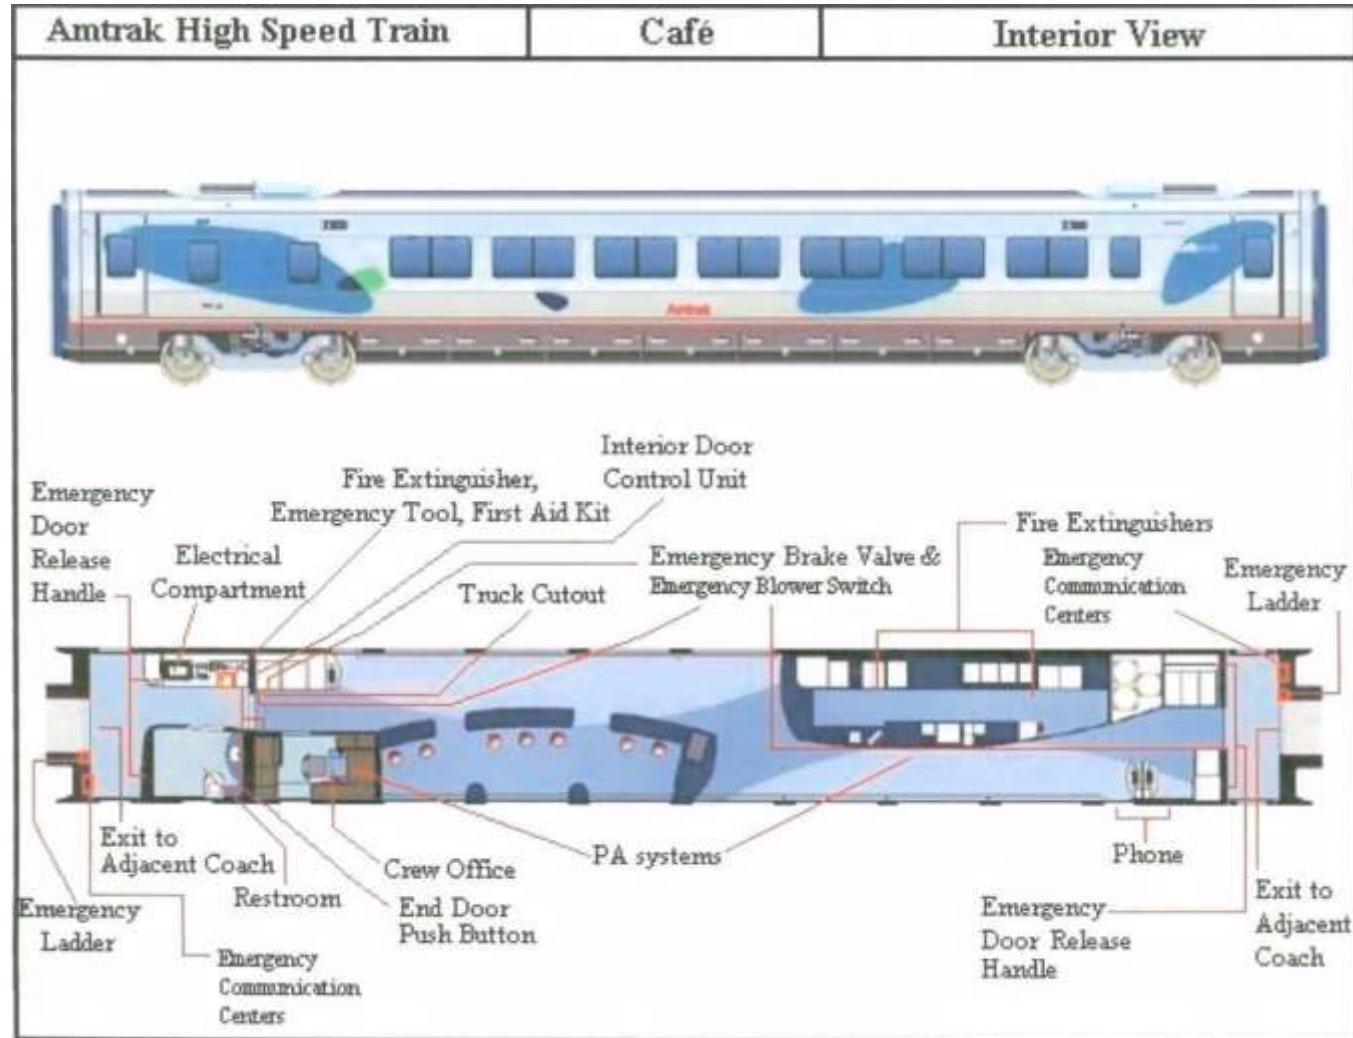 Amtrak High Speed Train
Café
Interior View
Amtrak
Interior Door
Control Unit
Fire Extinguisher,
Emergency Tool, First Aid Kit
Emergency
Door
Release
Handle
Electrical
Compartment
Truck Cutout
Emergency Brake Valve &
Emergency Blower Switch
Fire Extinguishers
Emergency
Communication
Centers
Emergency
Ladder
Exit to
Adjacent Coach
Restroom
Crew Office
End Door
Push Button
PA systems
Phone
Emergency
Door Release
Handle
Exit to
Adjacent
Coach
Emergency
Ladder
Emergency
Communication
Centers